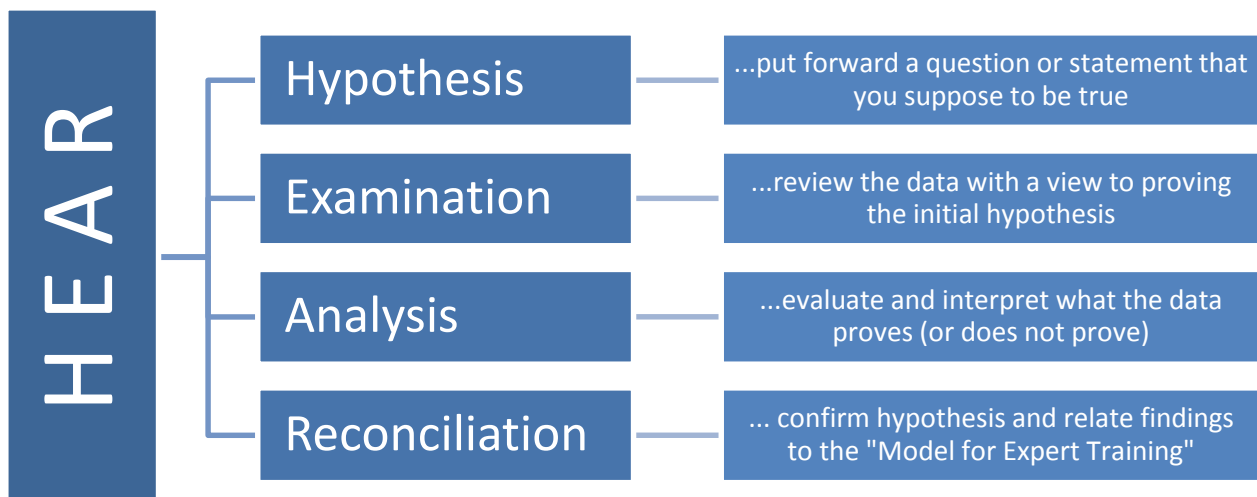 H E A R
Hypothesis
...put forward a question or statement that
you suppose to be true
Examination
...review the data with a view to proving
the initial hypothesis
Analysis
...evaluate and interpret what the data
proves (or does not prove)
Reconciliation
... confirm hypothesis and relate findings
to the "Model for Expert Training"